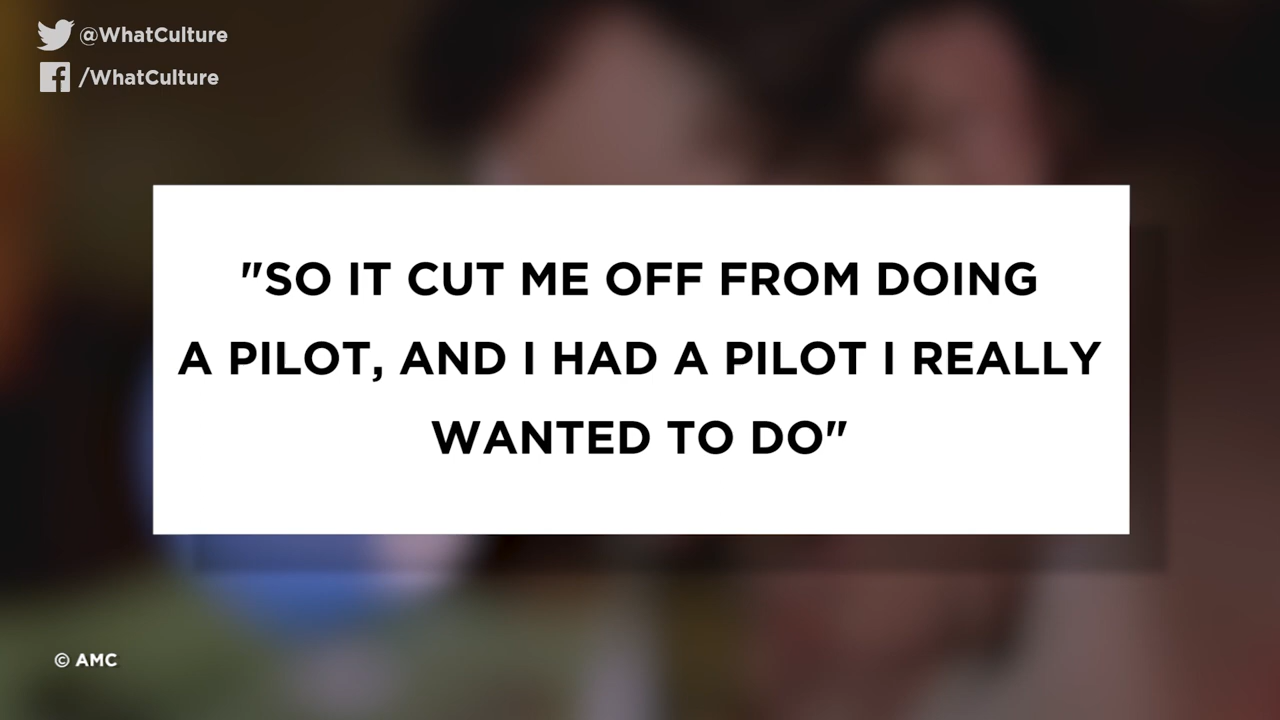 @WhatCulture
/WhatCulture
"SO IT CUT ME OFF FROM DOING
A PILOT, AND I HAD A PILOT I REALLY
WANTED TO DO"
© AMC